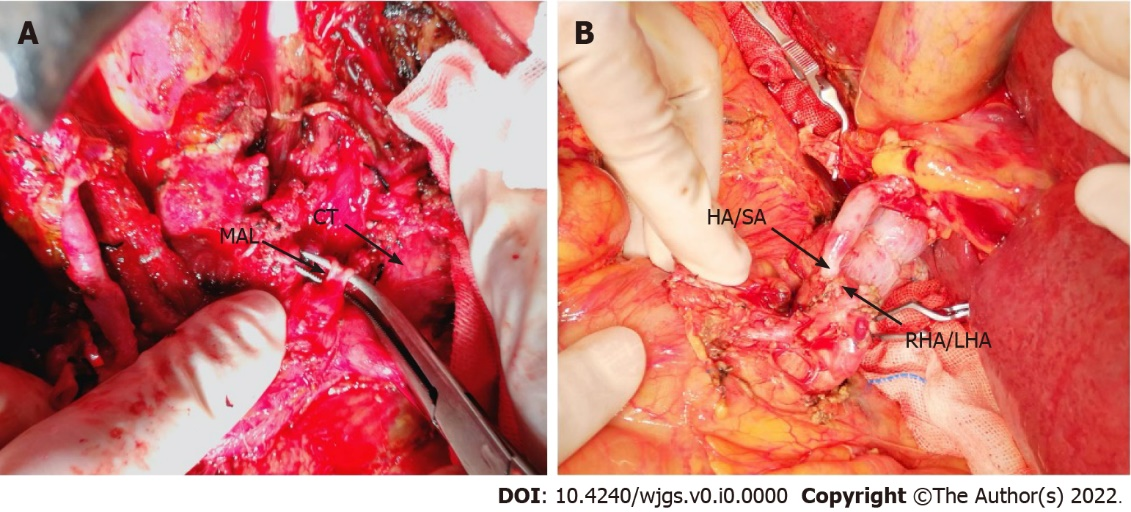 A
B
CT
MAL
HA/SA
RHA/LHA
DOI: 10.4240/wjgs.v0.i0.0000 Copyright ©The Author(s) 2022.